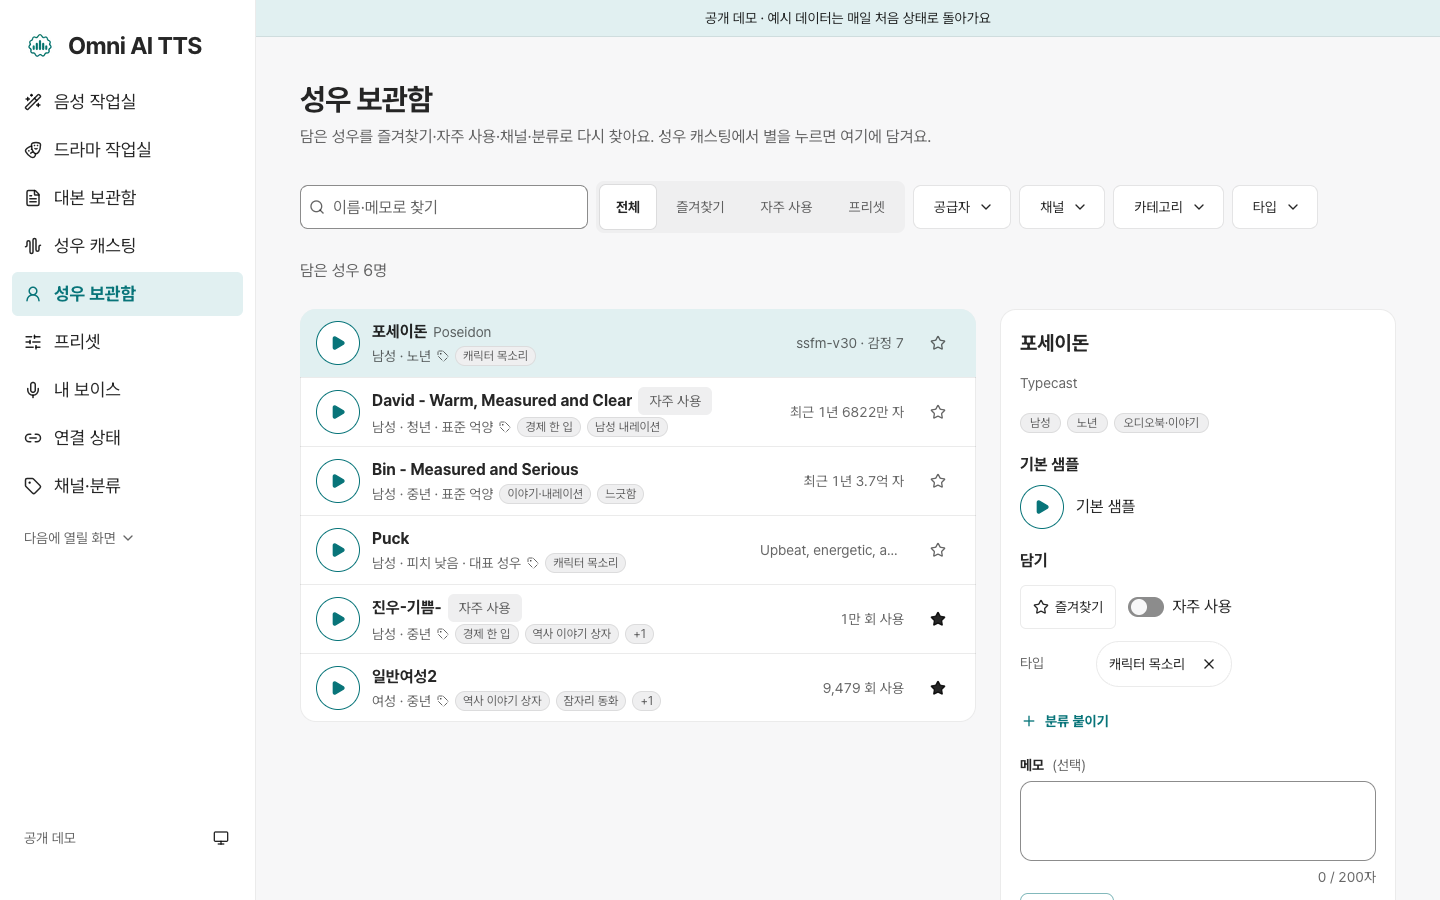 공개 데모 · 예시 데이터는 매일 처음 상태로 돌아가요
Omni AI TTS
음성 작업실
드라마 작업실
대본 보관함
성우 캐스팅
성우 보관함
프리셋
내 보이스
연결 상태
채널·분류
다음에 열릴 화면
공개 데모
성우 보관함
담은 성우를 즐겨찾기·자주 사용·채널·분류로 다시 찾아요. 성우 캐스팅에서 별을 누르면 여기에 담겨요.
이름·메모로 찾기 전체 즐겨찾기 자주 사용 프리셋 공급자 채널 카테고리 타입
담은 성우 6명
포세이돈 Poseidon
남성 · 노년 캐릭터 목소리
ssfm-v30 · 감정 7
David - Warm, Measured and Clear 자주 사용
남성 · 청년 · 표준 억양 경제 한 입 남성 내레이션
최근 1년 6822만 자
Bin - Measured and Serious
남성 · 중년 · 표준 억양 이야기·내레이션 느긋함
최근 1년 3.7억 자
Puck
남성 · 피치 낮음 · 대표 성우 캐릭터 목소리
Upbeat, energetic, a...
진우-기쁨- 자주 사용
남성 · 중년 경제 한 입 역사 이야기 상자 +1
1만 회 사용
일반여성2
여성 · 중년 역사 이야기 상자 잠자리 동화 +1
9,479 회 사용
포세이돈
Typecast
남성 노년 오디오북·이야기
기본 샘플
기본 샘플
담기
즐겨찾기 자주 사용
타입 캐릭터 목소리
분류 붙이기
메모 (선택)
0 / 200자